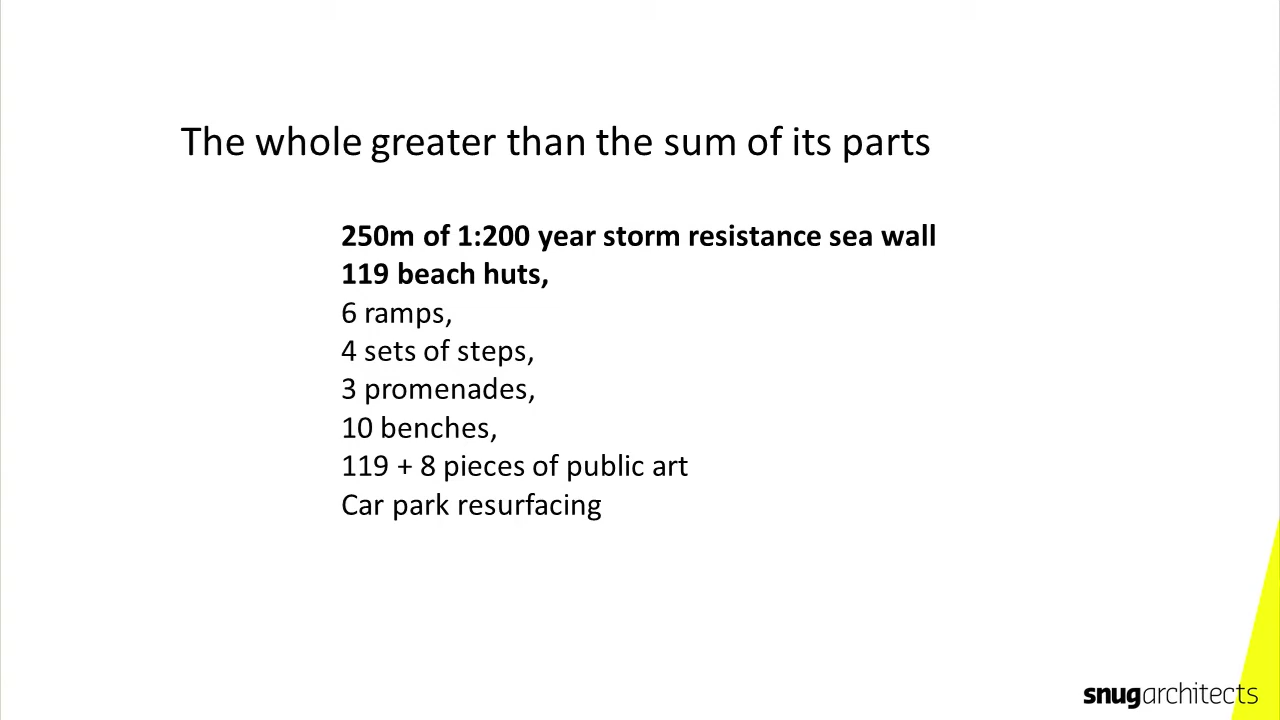 The whole greater than the sum of its parts
250m of 1:200 year storm resistance sea wall
119 beach huts,
6 ramps,
4 sets of steps,
3 promenades,
10 benches,
119 + 8 pieces of public art
Car park resurfacing
snugarchitects